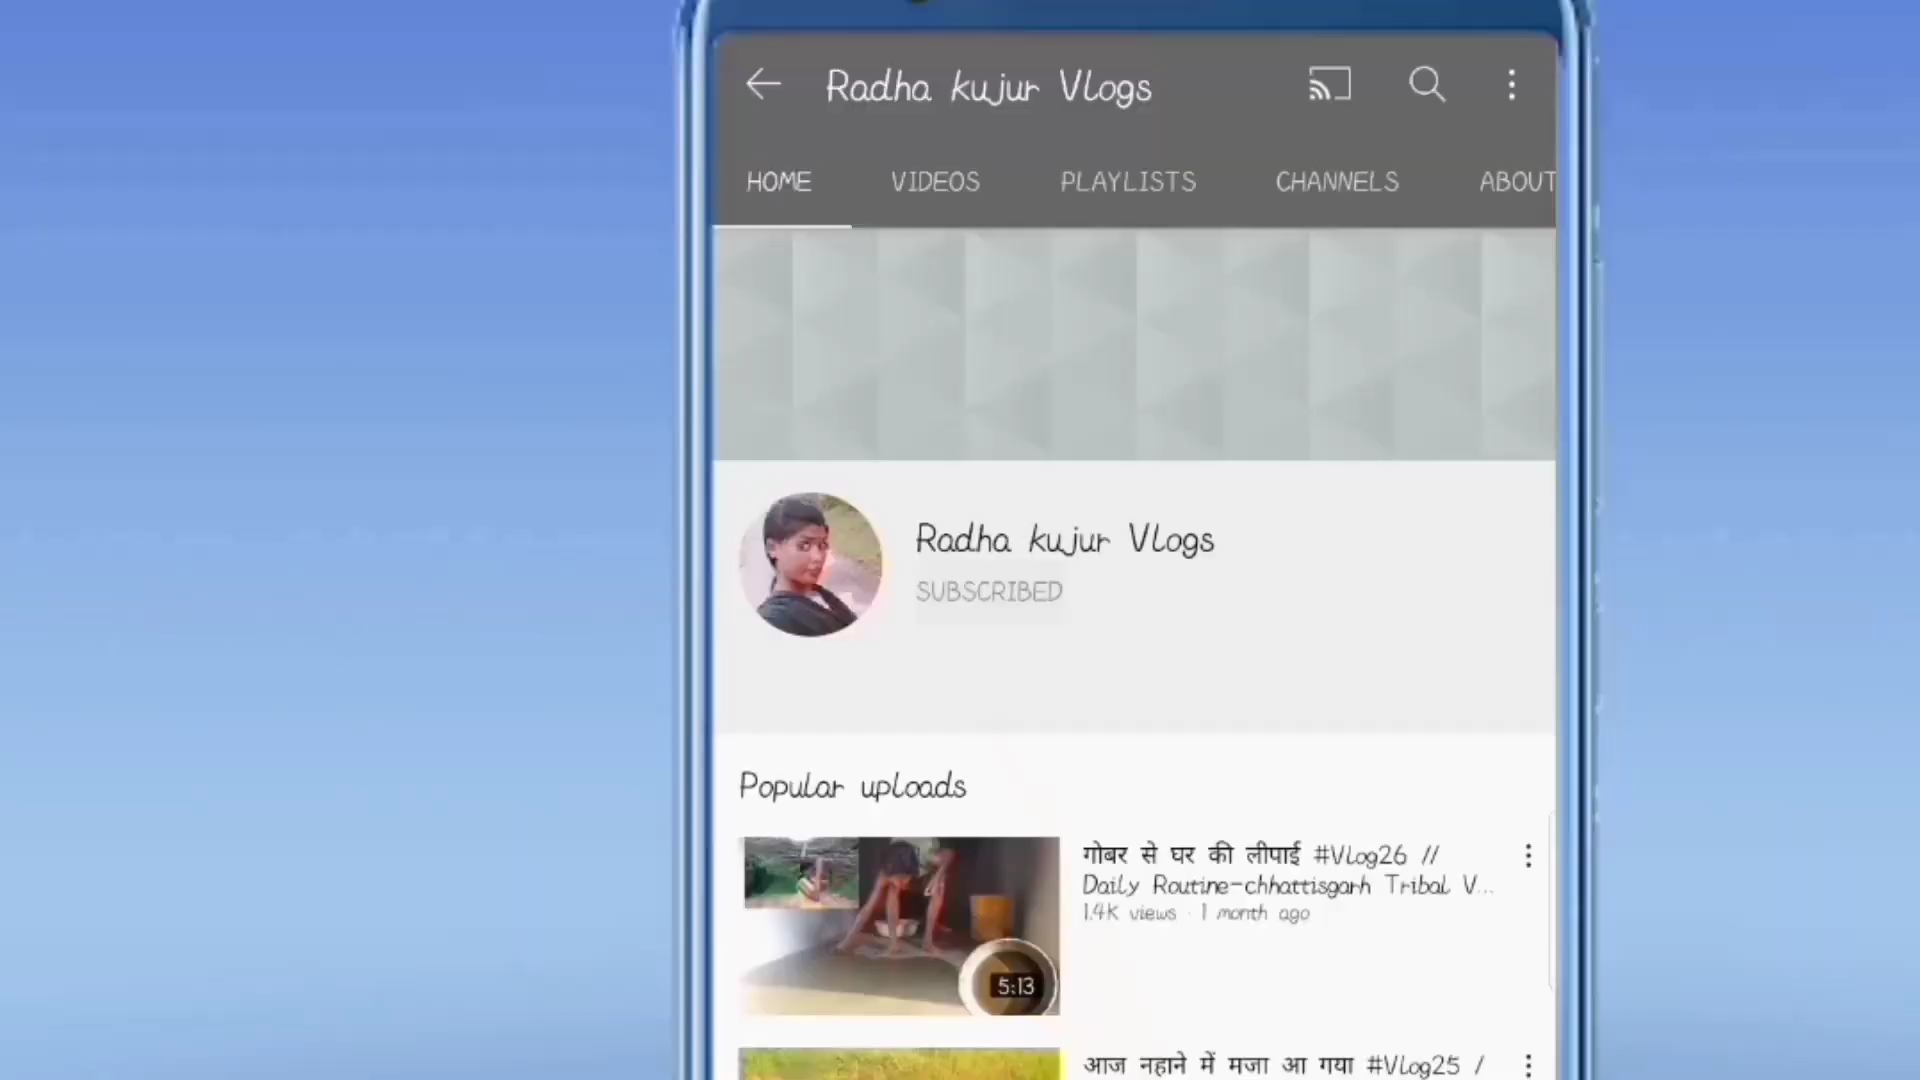 Radha kujur Vlogs
HOME VIDEOS PLAYLISTS CHANNELS ABOUT
Radha kujur Vlogs
SUBSCRIBED
Popular uploads
गोबर से घर की लीपाई #Vlog26 //
Daily Routine-chhattisgarh Tribal V...
1.4K views · 1 month ago
5:13
आज नहाने में मजा आ गया #Vlog25 /